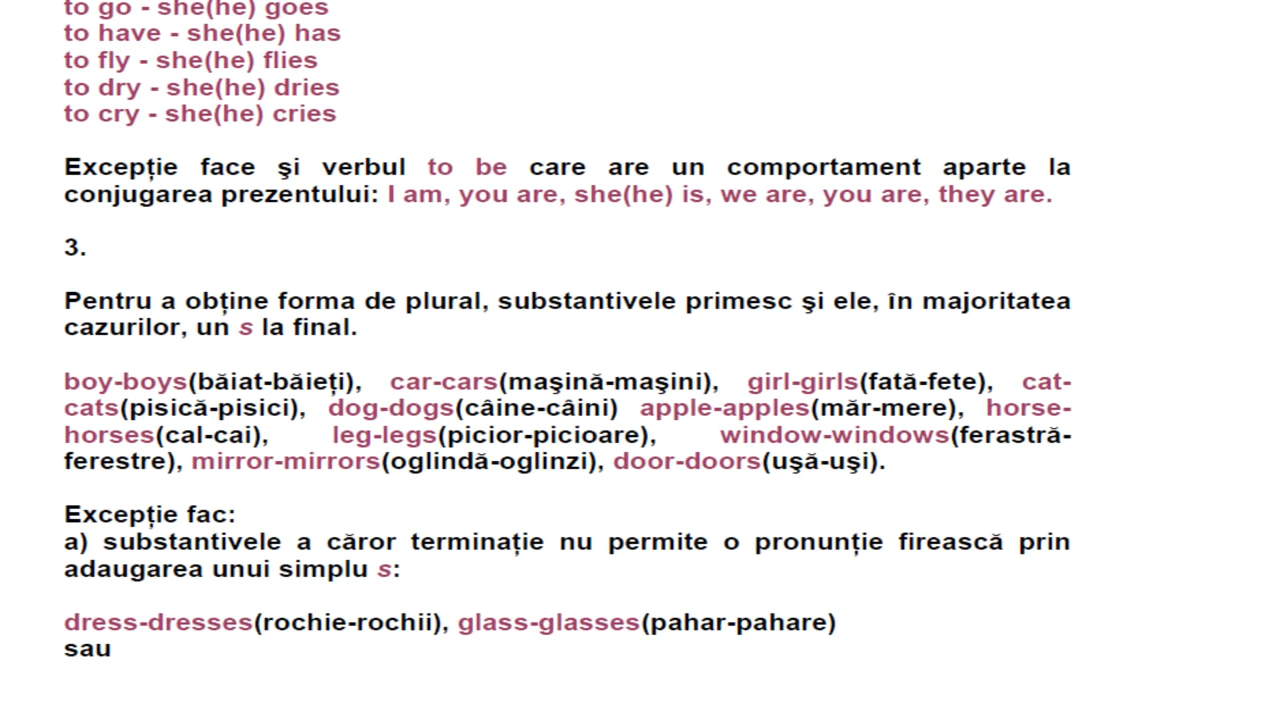 to go - she(he) goes
to have - she(he) has
to fly - she(he) flies
to dry - she(he) dries
to cry - she(he) cries
Excepţie face şi verbul to be care are un comportament aparte la
conjugarea prezentului: I am, you are, she(he) is, we are, you are, they are.
3.
Pentru a obţine forma de plural, substantivele primesc şi ele, în majoritatea
cazurilor, un s la final.
boy-boys(băiat-băieţi), car-cars(maşină-maşini), girl-girls(fată-fete), cat-
cats(pisică-pisici), dog-dogs(câine-câini) apple-apples(măr-mere), horse-
horses(cal-cai), leg-legs(picior-picioare), window-windows(ferastră-
ferestre), mirror-mirrors(oglindă-oglinzi), door-doors(uşă-uşi).
Excepţie fac:
a) substantivele a căror terminaţie nu permite o pronunţie firească prin
adaugarea unui simplu s:
dress-dresses(rochie-rochii), glass-glasses(pahar-pahare)
sau